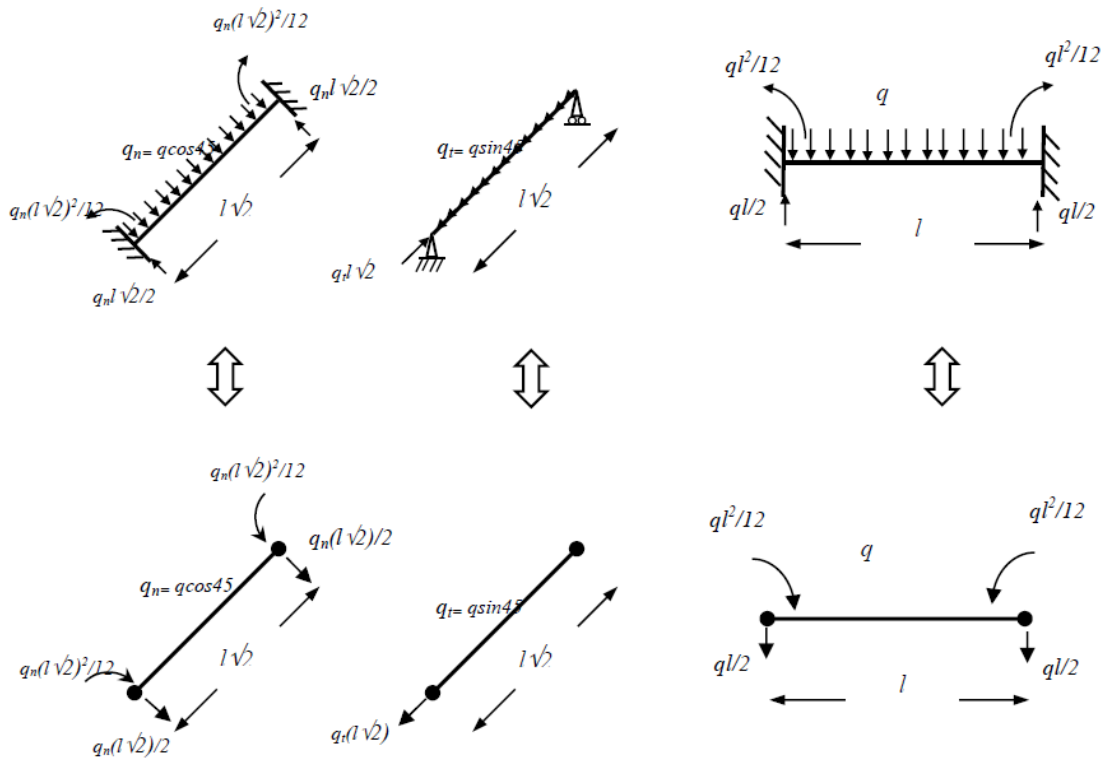 qₙ(l√2)²/12
qₙl√2/2
qₙ= qcos45
qₙ(l√2)²/12
l√2
qₙl√2/2
qₜ= qsin45
l√2
qₜl√2
ql²/12
ql²/12
q
ql/2
ql/2
l
qₙ(l√2)²/12
qₙ(l√2)/2
qₙ= qcos45
qₙ(l√2)²/12
l√2
qₙ(l√2)/2
qₜ= qsin45
l√2
qₜ(l√2)
ql²/12
ql²/12
q
ql/2
ql/2
l